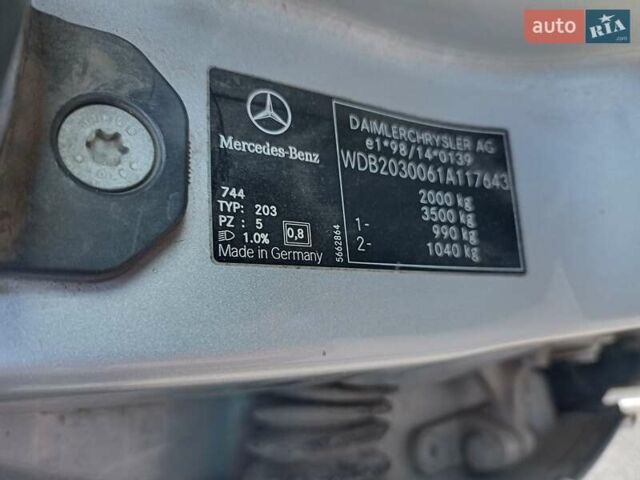 auto RIA
.com
Mercedes-Benz
744
TYP: 203
PZ : 5
1.0% 0,8
Made in Germany
5662864
DAIMLERCHRYSLER AG
e1*98/14*0139
WDB2030061A117643
2000 kg
3500 kg
1- 990 kg
2- 1040 kg